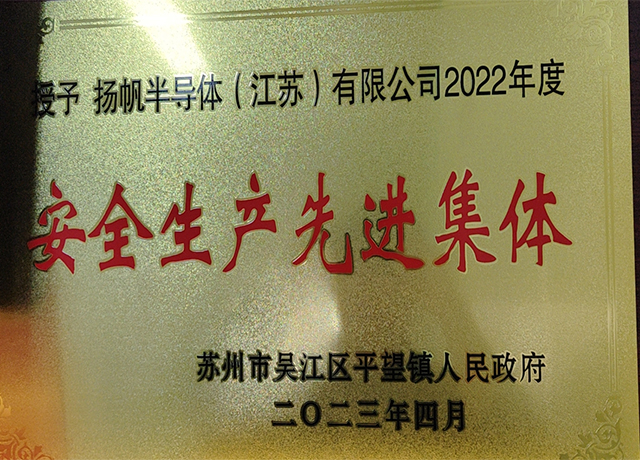 授予 扬帆半导体（江苏）有限公司2022年度
安全生产先进集体
苏州市吴江区平望镇人民政府
二〇二三年四月